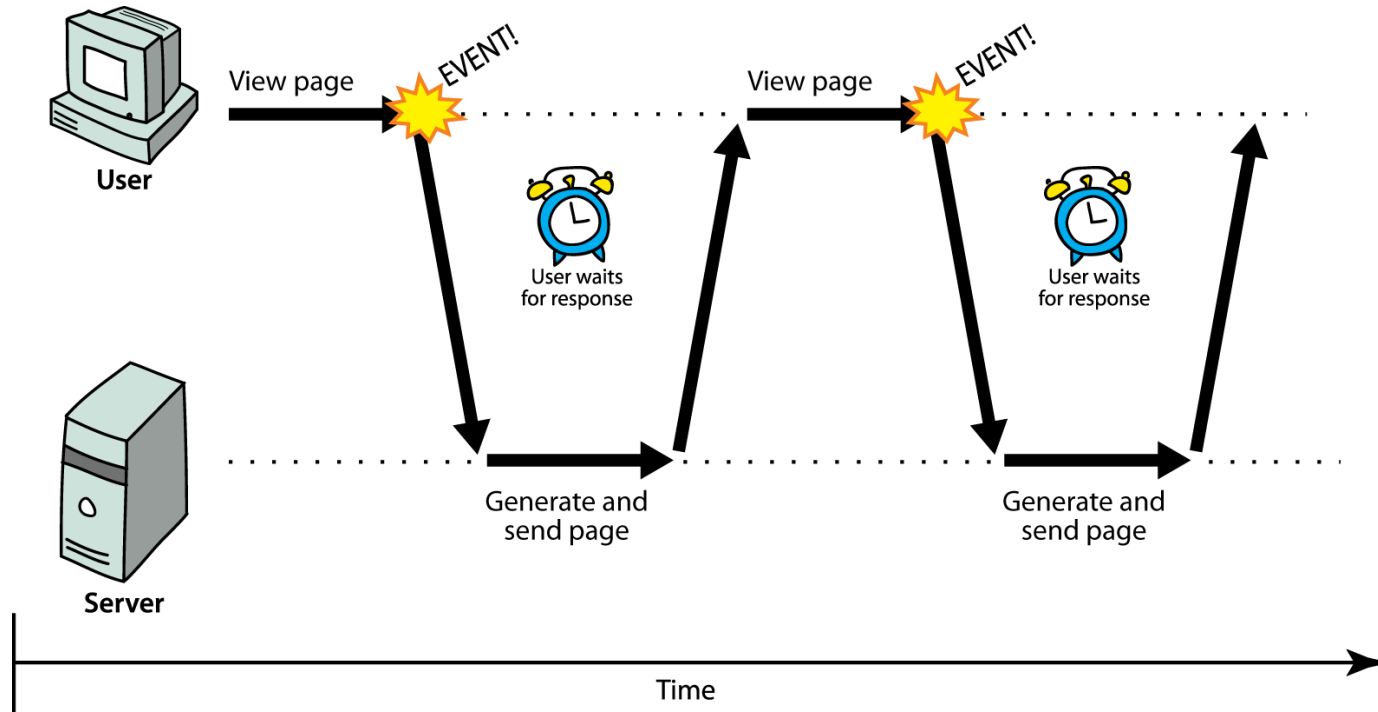 View page
EVENT!
View page
EVENT!
User
User waits
for response
User waits
for response
Generate and
send page
Generate and
send page
Server
Time